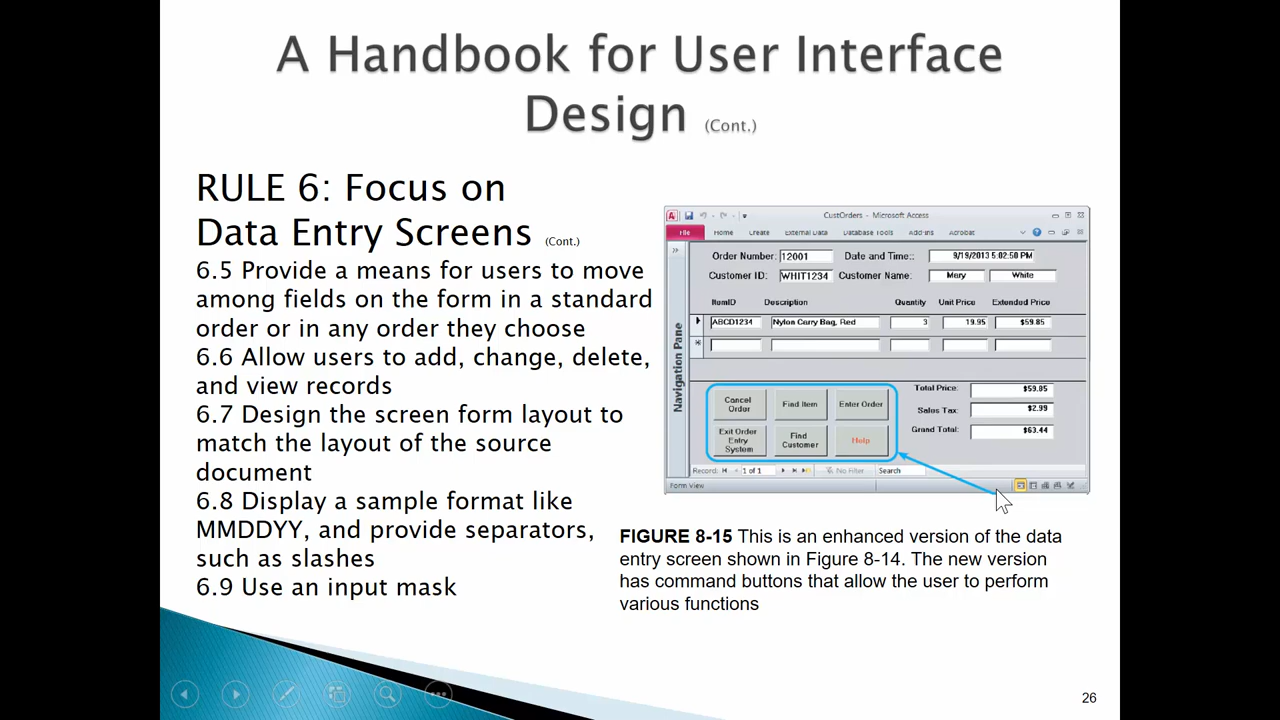 A Handbook for User Interface
Design (Cont.)
RULE 6: Focus on
Data Entry Screens (Cont.)
6.5 Provide a means for users to move
among fields on the form in a standard
order or in any order they choose
6.6 Allow users to add, change, delete,
and view records
6.7 Design the screen form layout to
match the layout of the source
document
6.8 Display a sample format like
MMDDYY, and provide separators,
such as slashes
6.9 Use an input mask
CustOrders - Microsoft Access
File Home Create External Data Database Tools Add-Ins Acrobat
Navigation Pane
Order Number: 12001 Date and Time:: 9/19/2013 5:02:50 PM
Customer ID: WHIT1234 Customer Name: Mary White
ItemID Description Quantity Unit Price Extended Price
ABCD1234 Nylon Carry Bag, Red 3 19.95 $59.85
Cancel Order
Find Item
Enter Order
Exit Order Entry System
Find Customer
Help
Total Price: $59.85
Sales Tax: $2.99
Grand Total: $63.44
Record: 1 of 1 No Filter Search
Form View
FIGURE 8-15 This is an enhanced version of the data
entry screen shown in Figure 8-14. The new version
has command buttons that allow the user to perform
various functions
26